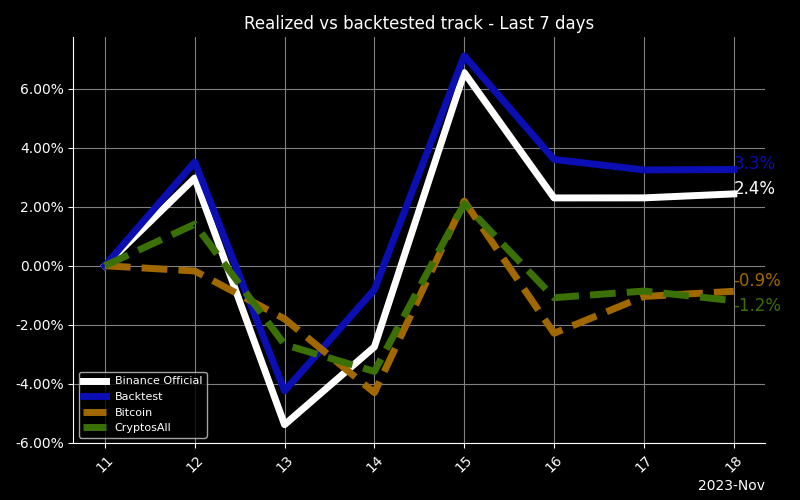 Realized vs backtested track - Last 7 days
6.00%
4.00%
2.00%
0.00%
-2.00%
-4.00%
-6.00%
3.3%
2.4%
-0.9%
-1.2%
Binance Official
Backtest
Bitcoin
CryptosAll
11 12 13 14 15 16 17 18
2023-Nov